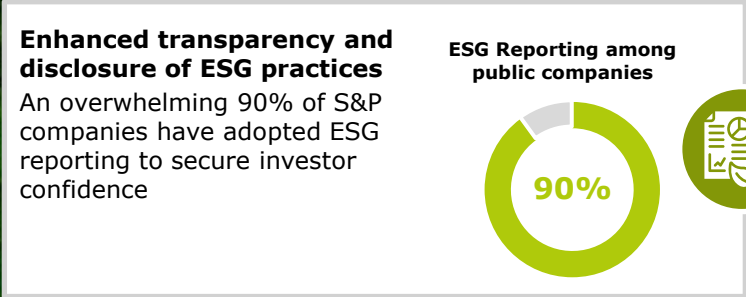 Enhanced transparency and
disclosure of ESG practices
An overwhelming 90% of S&P
companies have adopted ESG
reporting to secure investor
confidence
ESG Reporting among
public companies
90%